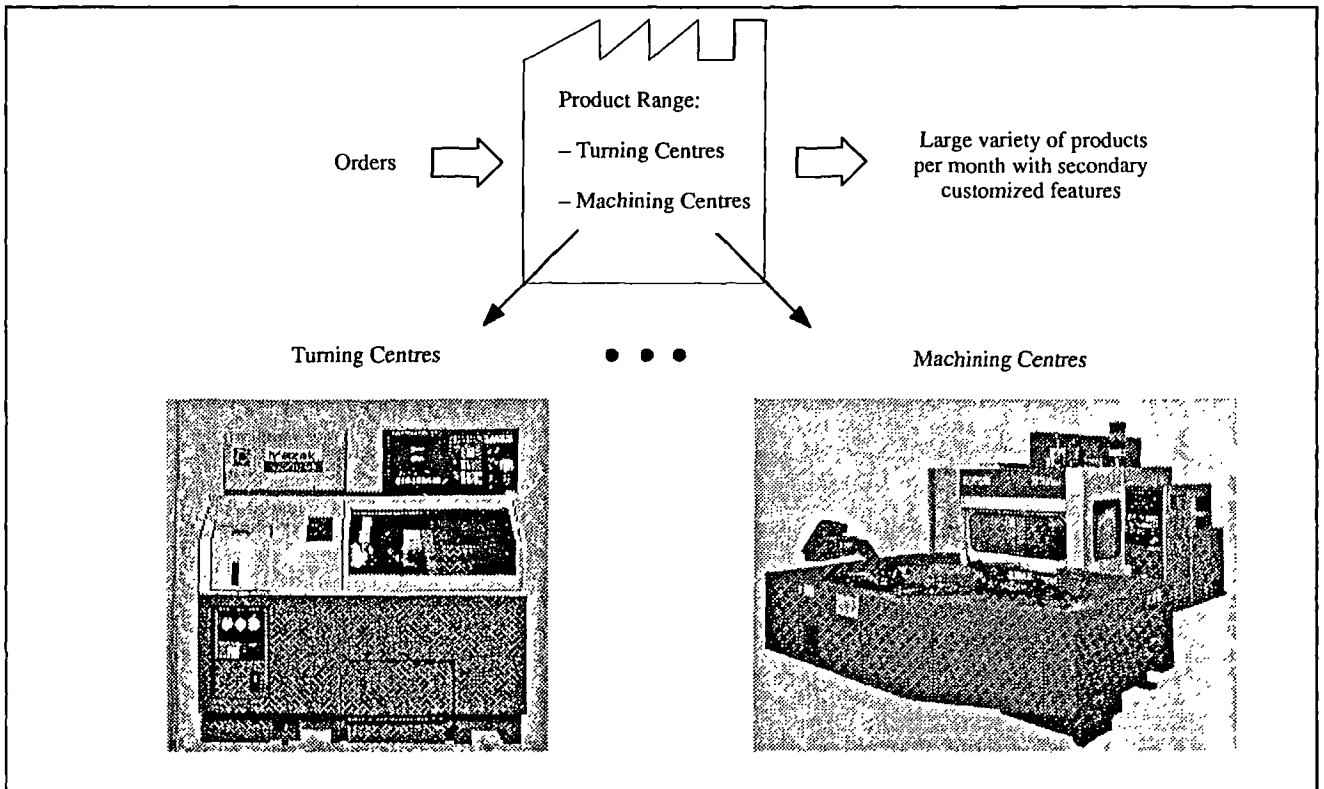 Product Range:
Orders
– Turning Centres
– Machining Centres
Large variety of products
per month with secondary
customized features
Turning Centres
Machining Centres
Mazak